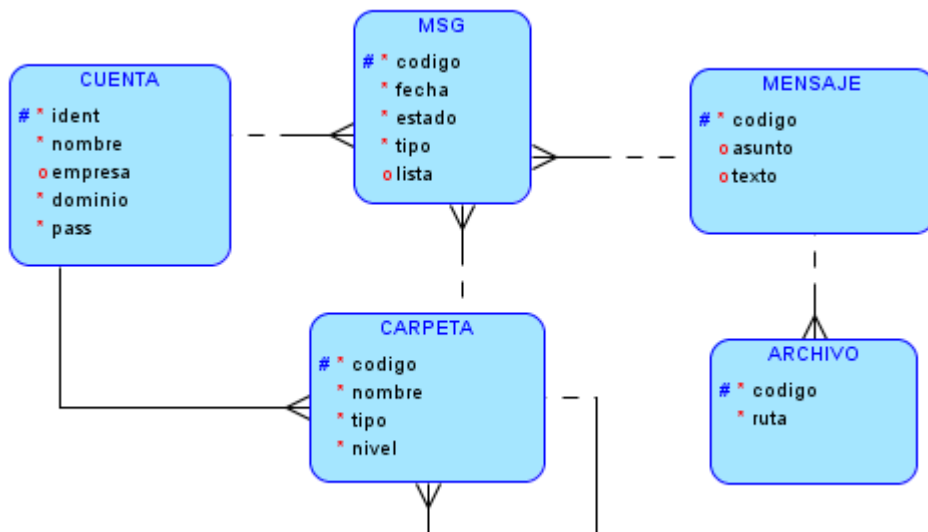 MSG
# * codigo
* fecha
* estado
* tipo
o lista
CUENTA
# * ident
* nombre
o empresa
* dominio
* pass
MENSAJE
# * codigo
o asunto
o texto
CARPETA
# * codigo
* nombre
* tipo
* nivel
ARCHIVO
# * codigo
* ruta